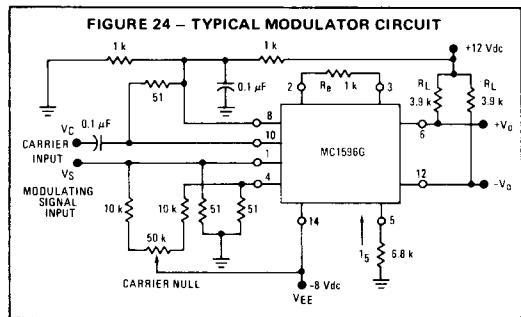 FIGURE 24 – TYPICAL MODULATOR CIRCUIT
+12 Vdc
1 k
1 k
Re
1 k
2
3
RL
3.9 k
RL
3.9 k
51
0.1 µF
VC
0.1 µF
CARRIER
INPUT
VS
MODULATING SIGNAL
INPUT
8
10
1
4
MC1596G
6
+Vo
12
−Vo
14
5
10 k
10 k
51
51
50 k
CARRIER NULL
I5
6.8 k
-8 Vdc
VEE